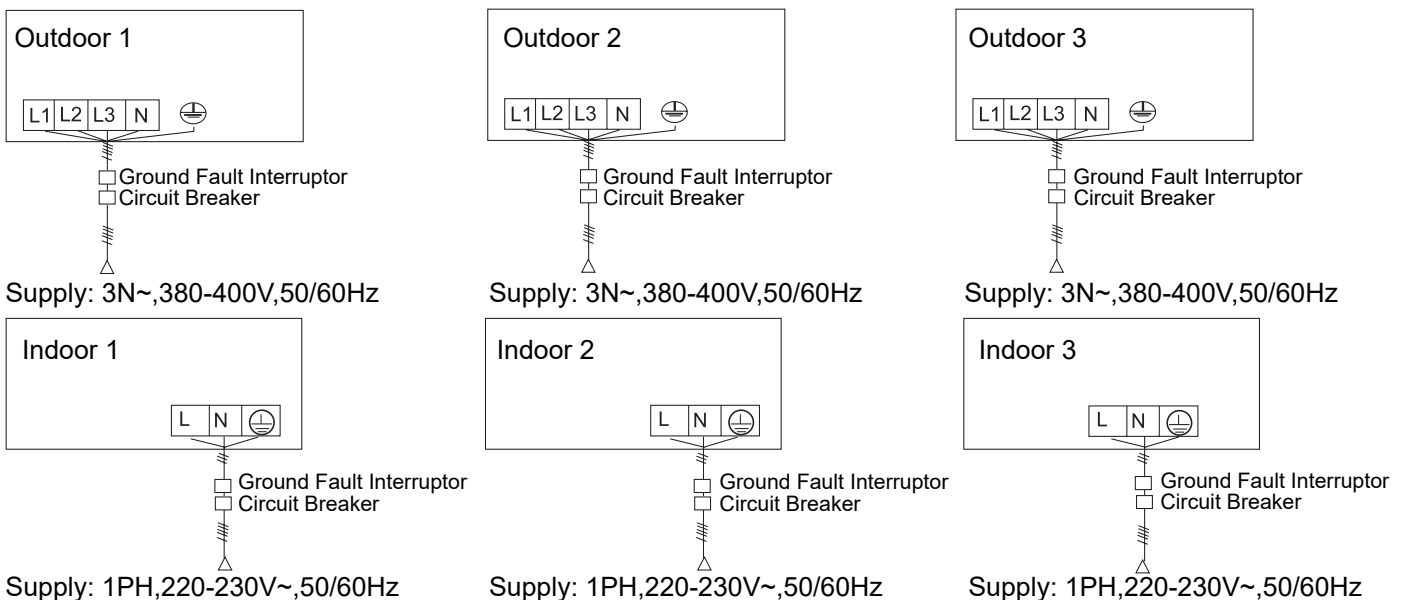 Outdoor 1
L1 L2 L3 N
Ground Fault Interruptor
Circuit Breaker
Supply: 3N~,380-400V,50/60Hz
Outdoor 2
L1 L2 L3 N
Ground Fault Interruptor
Circuit Breaker
Supply: 3N~,380-400V,50/60Hz
Outdoor 3
L1 L2 L3 N
Ground Fault Interruptor
Circuit Breaker
Supply: 3N~,380-400V,50/60Hz
Indoor 1
L N
Ground Fault Interruptor
Circuit Breaker
Supply: 1PH,220-230V~,50/60Hz
Indoor 2
L N
Ground Fault Interruptor
Circuit Breaker
Supply: 1PH,220-230V~,50/60Hz
Indoor 3
L N
Ground Fault Interruptor
Circuit Breaker
Supply: 1PH,220-230V~,50/60Hz